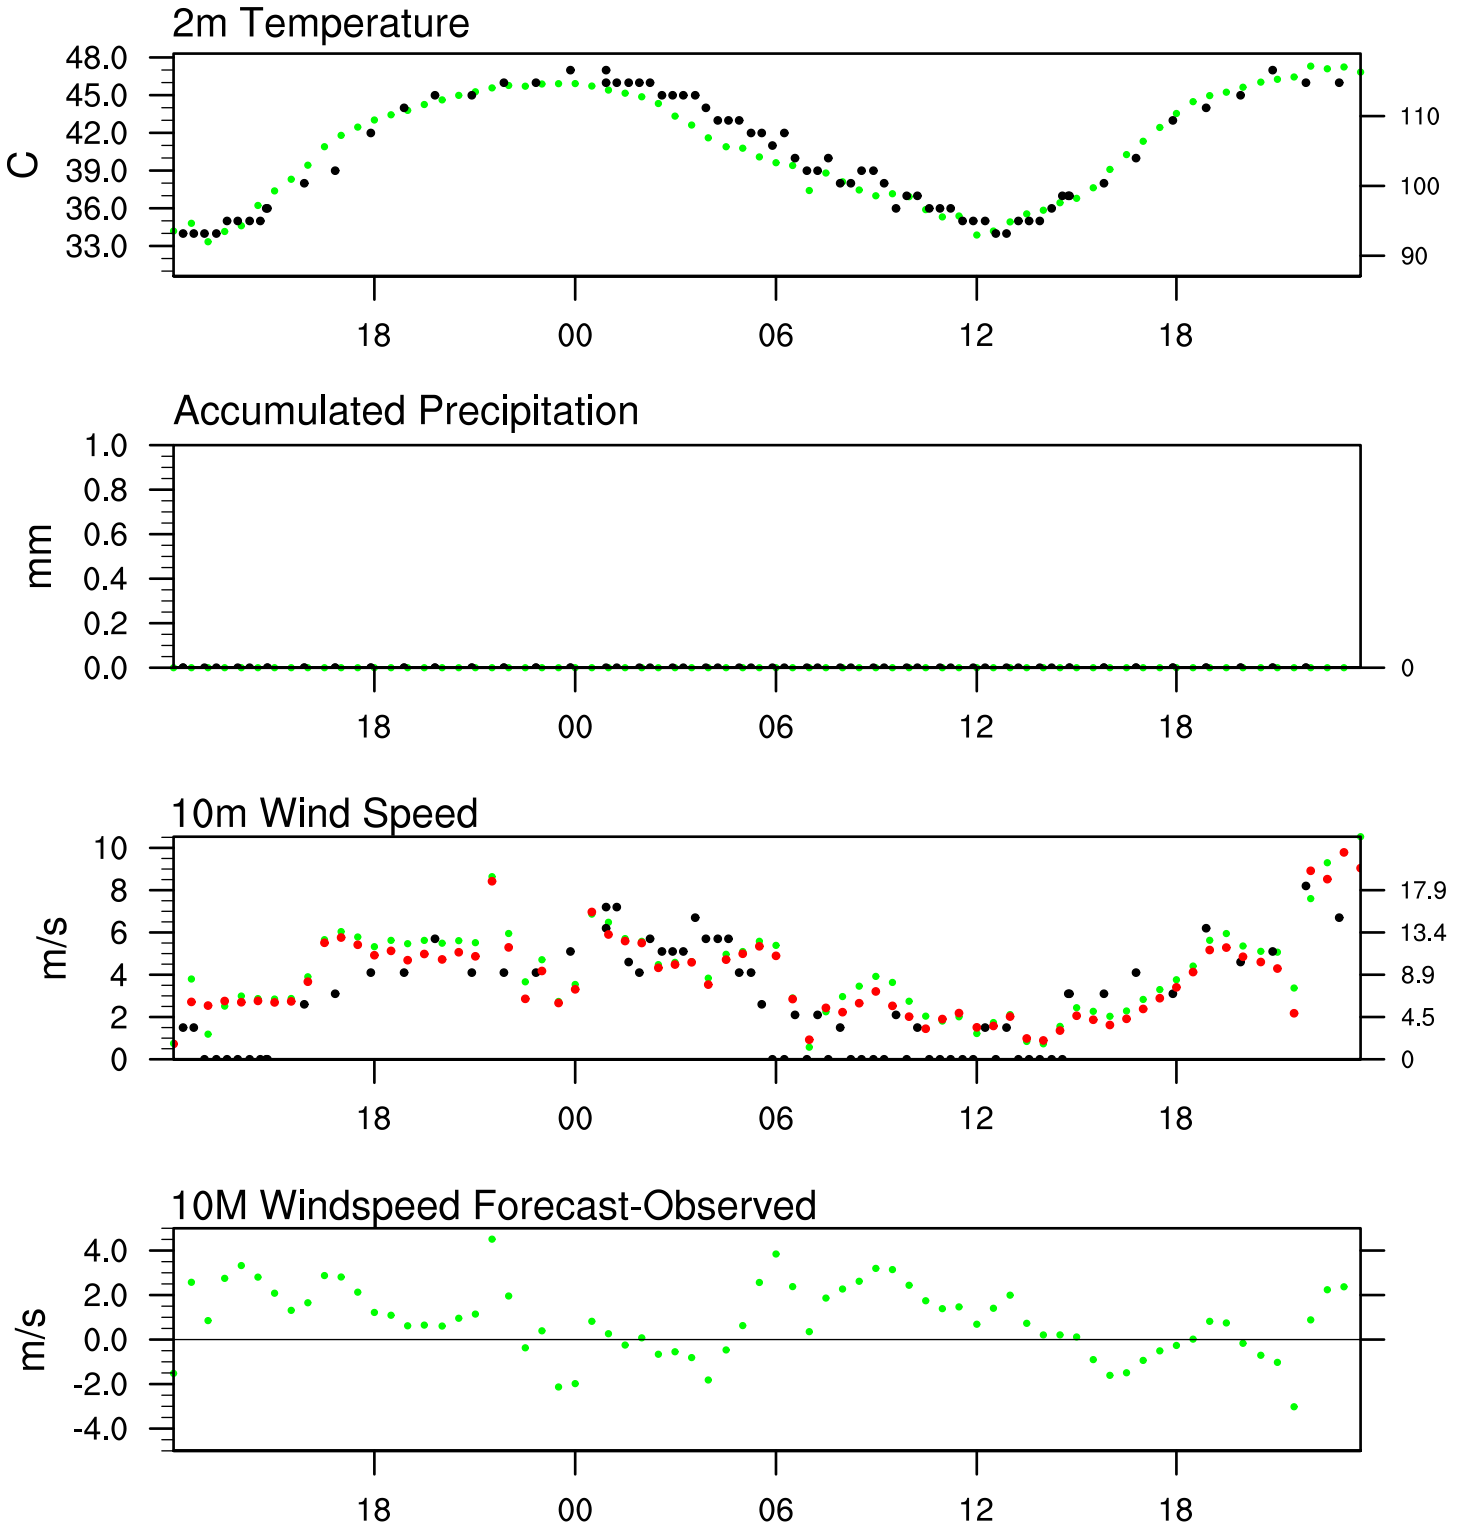 2m Temperature
48.0
45.0
42.0
39.0
36.0
33.0
C
110
100
90
18 00 06 12 18
Accumulated Precipitation
1.0
0.8
0.6
0.4
0.2
0.0
mm
0
18 00 06 12 18
10m Wind Speed
10
8
6
4
2
0
m/s
17.9
13.4
8.9
4.5
0
18 00 06 12 18
10M Windspeed Forecast-Observed
4.0
2.0
0.0
-2.0
-4.0
m/s
18 00 06 12 18